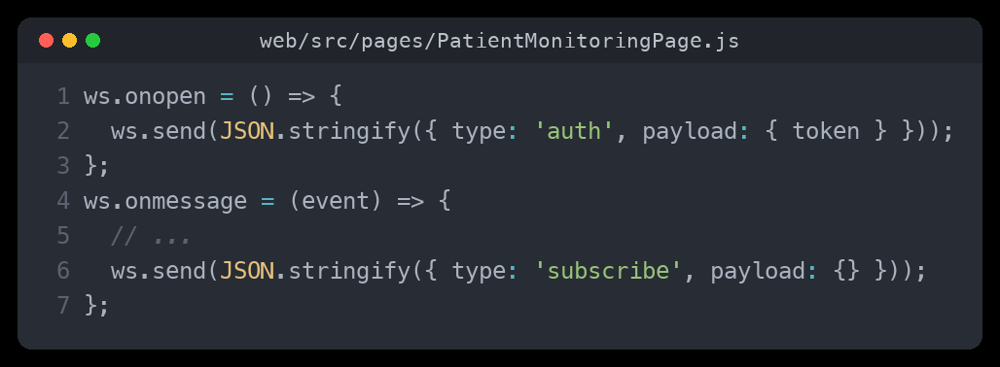 web/src/pages/PatientMonitoringPage.js
1 ws.onopen = () => {
2   ws.send(JSON.stringify({ type: 'auth', payload: { token } }));
3 };
4 ws.onmessage = (event) => {
5   // ...
6   ws.send(JSON.stringify({ type: 'subscribe', payload: {} }));
7 };